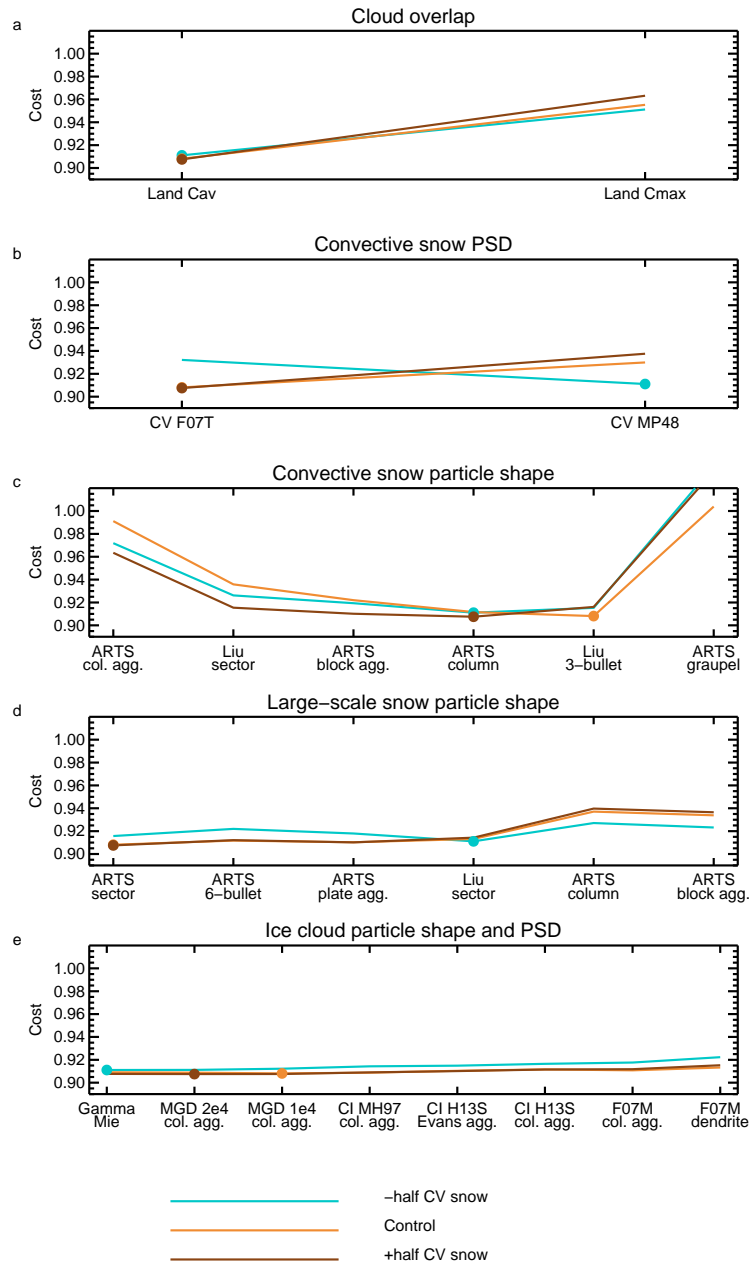 a
Cloud overlap
1.00
0.98
0.96
0.94
0.92
0.90
Cost
Land Cav
Land Cmax
b
Convective snow PSD
1.00
0.98
0.96
0.94
0.92
0.90
Cost
CV F07T
CV MP48
c
Convective snow particle shape
1.00
0.98
0.96
0.94
0.92
0.90
Cost
ARTS col. agg.
Liu sector
ARTS block agg.
ARTS column
Liu 3−bullet
ARTS graupel
d
Large−scale snow particle shape
1.00
0.98
0.96
0.94
0.92
0.90
Cost
ARTS sector
ARTS 6−bullet
ARTS plate agg.
Liu sector
ARTS column
ARTS block agg.
e
Ice cloud particle shape and PSD
1.00
0.98
0.96
0.94
0.92
0.90
Cost
Gamma Mie
MGD 2e4 col. agg.
MGD 1e4 col. agg.
CI MH97 col. agg.
CI H13S Evans agg.
CI H13S col. agg.
F07M col. agg.
F07M dendrite
−half CV snow
Control
+half CV snow